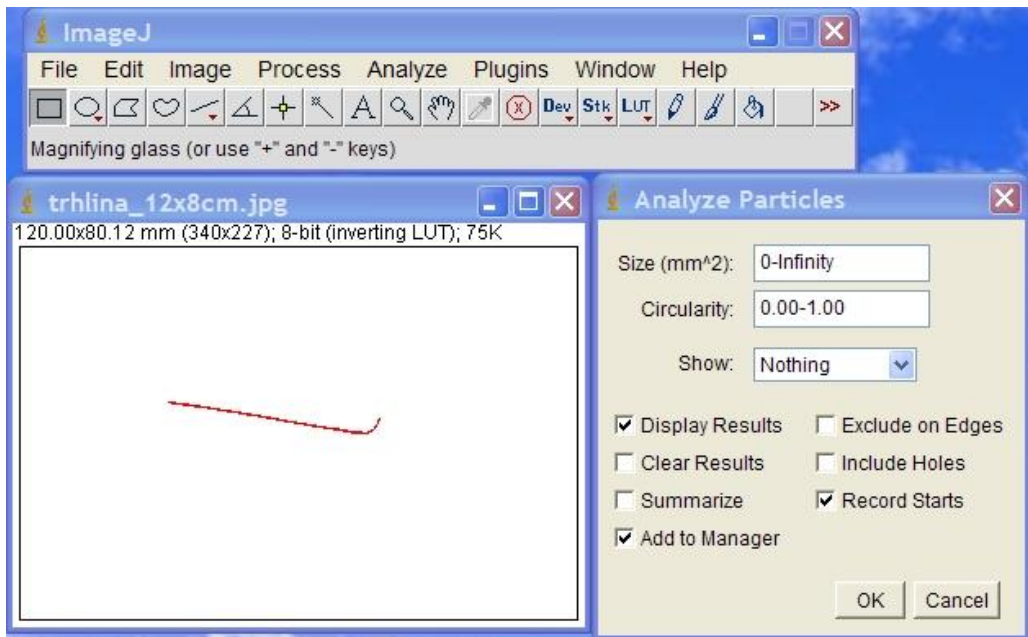 ImageJ
File Edit Image Process Analyze Plugins Window Help
A Dev Stk LUT >>
Magnifying glass (or use "+" and "-" keys)
trhlina_12x8cm.jpg
120.00x80.12 mm (340x227); 8-bit (inverting LUT); 75K
Analyze Particles
Size (mm^2): 0-Infinity
Circularity: 0.00-1.00
Show: Nothing
Display Results Exclude on Edges
Clear Results Include Holes
Summarize Record Starts
Add to Manager
OK Cancel